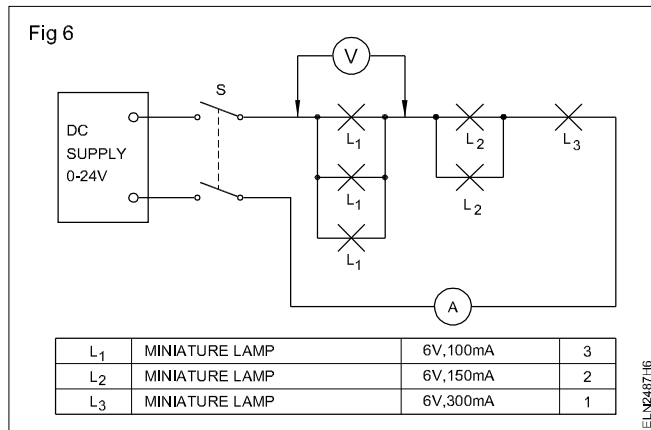 Fig 6
V
S
DC
SUPPLY
0-24V
L1
L2
L3
L1
L2
L1
A
L1 MINIATURE LAMP 6V,100mA 3
L2 MINIATURE LAMP 6V,150mA 2
L3 MINIATURE LAMP 6V,300mA 1
ELN2487H6